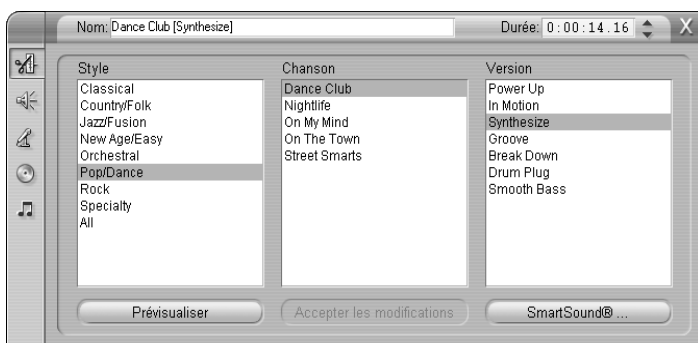 Nom: Dance Club [Synthesize] Durée: 0:00:14.16 X
Style
Classical
Country/Folk
Jazz/Fusion
New Age/Easy
Orchestral
Pop/Dance
Rock
Specialty
All
Chanson
Dance Club
Nightlife
On My Mind
On The Town
Street Smarts
Version
Power Up
In Motion
Synthesize
Groove
Break Down
Drum Plug
Smooth Bass
Prévisualiser
Accepter les modifications
SmartSound® ...